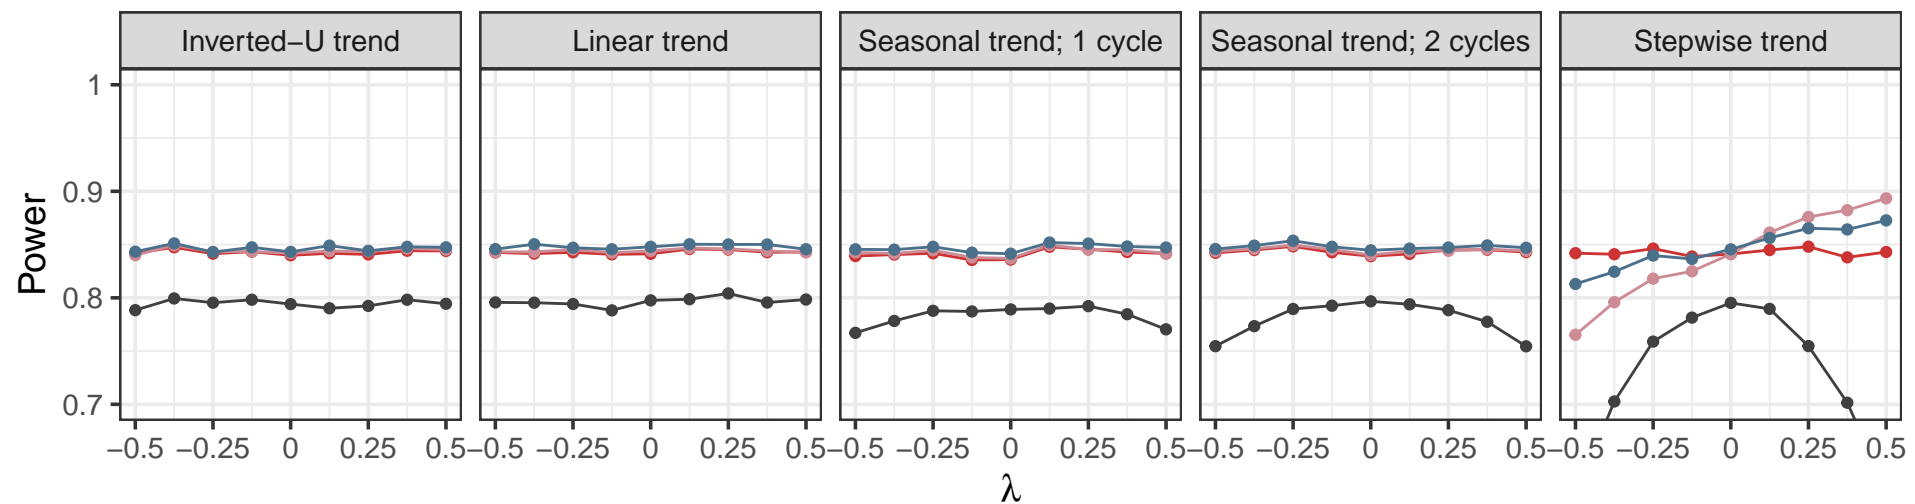 Inverted−U trend
Linear trend
Seasonal trend; 1 cycle
Seasonal trend; 2 cycles
Stepwise trend
Power
1
0.9
0.8
0.7
−0.5 −0.25 0 0.25 0.5
−0.5 −0.25 0 0.25 0.5
−0.5 −0.25 0 0.25 0.5
−0.5 −0.25 0 0.25 0.5
−0.5 −0.25 0 0.25 0.5
λ